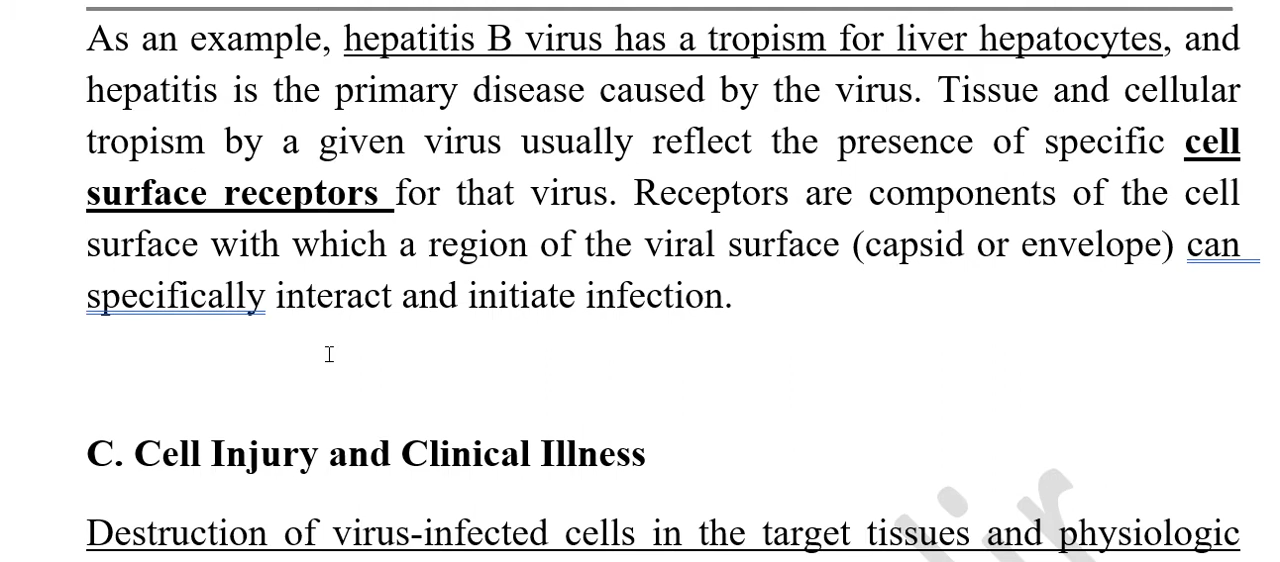 As an example, hepatitis B virus has a tropism for liver hepatocytes, and
hepatitis is the primary disease caused by the virus. Tissue and cellular
tropism by a given virus usually reflect the presence of specific cell
surface receptors for that virus. Receptors are components of the cell
surface with which a region of the viral surface (capsid or envelope) can
specifically interact and initiate infection.
C. Cell Injury and Clinical Illness
Destruction of virus-infected cells in the target tissues and physiologic